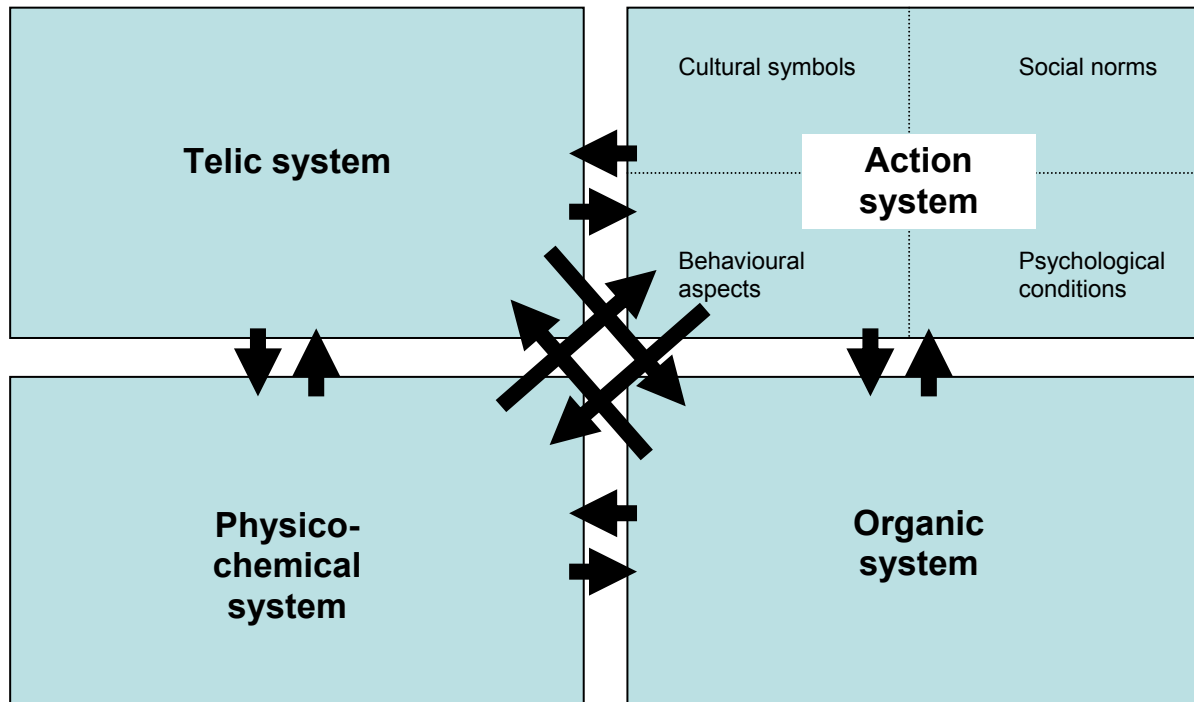 Cultural symbols
Social norms
Telic system
Action
system
Behavioural
aspects
Psychological
conditions
Physico-
chemical
system
Organic
system